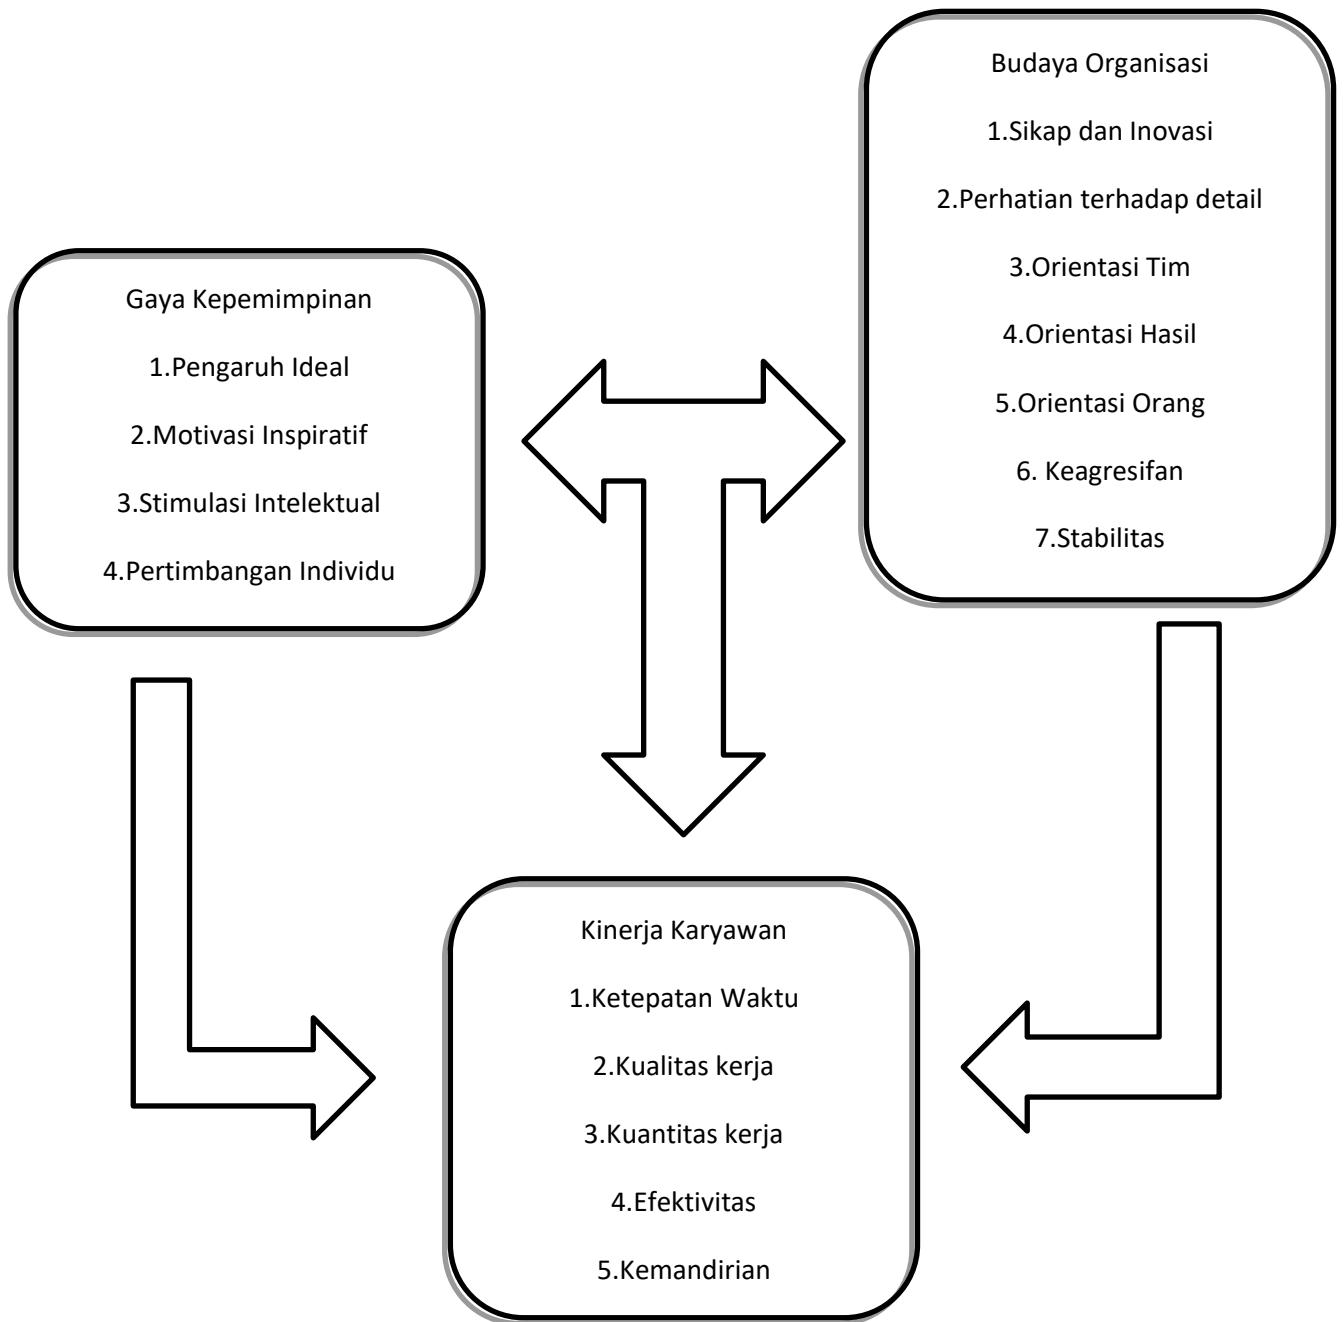 Budaya Organisasi
1.Sikap dan Inovasi
2.Perhatian terhadap detail
3.Orientasi Tim
4.Orientasi Hasil
5.Orientasi Orang
6. Keagresifan
7.Stabilitas
Gaya Kepemimpinan
1.Pengaruh Ideal
2.Motivasi Inspiratif
3.Stimulasi Intelektual
4.Pertimbangan Individu
Kinerja Karyawan
1.Ketepatan Waktu
2.Kualitas kerja
3.Kuantitas kerja
4.Efektivitas
5.Kemandirian